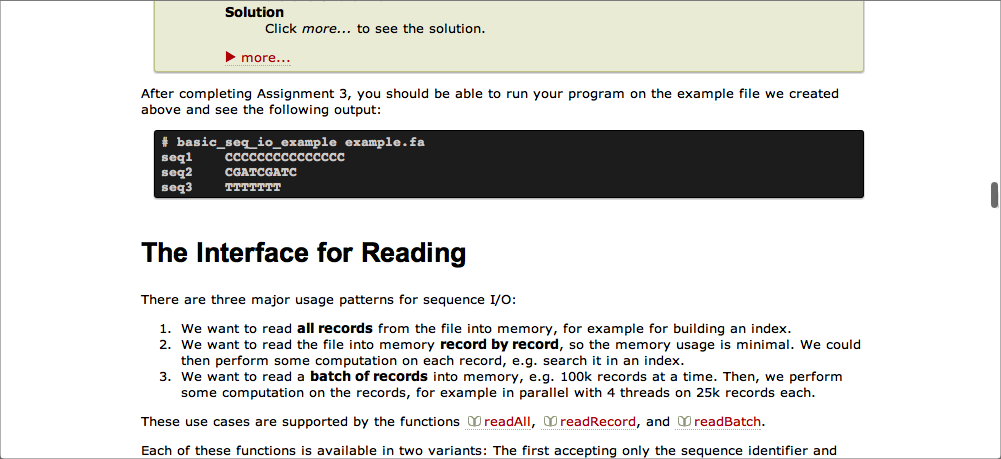 Solution
Click more... to see the solution.
more...
After completing Assignment 3, you should be able to run your program on the example file we created
above and see the following output:
# basic_seq_io_example example.fa
seq1    CCCCCCCCCCCCCCC
seq2    CGATCGATC
seq3    TTTTTTT
The Interface for Reading
There are three major usage patterns for sequence I/O:
1. We want to read all records from the file into memory, for example for building an index.
2. We want to read the file into memory record by record, so the memory usage is minimal. We could
then perform some computation on each record, e.g. search it in an index.
3. We want to read a batch of records into memory, e.g. 100k records at a time. Then, we perform
some computation on the records, for example in parallel with 4 threads on 25k records each.
These use cases are supported by the functions readAll, readRecord, and readBatch.
Each of these functions is available in two variants: The first accepting only the sequence identifier and